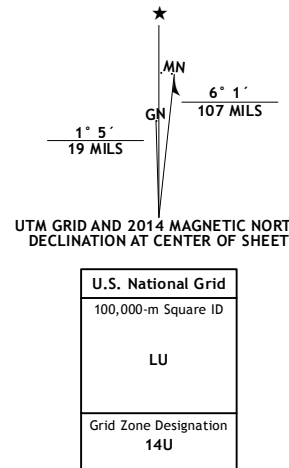 ★
MN
GN
6° 1´
107 MILS
1° 5´
19 MILS
UTM GRID AND 2014 MAGNETIC NORT
DECLINATION AT CENTER OF SHEET
U.S. National Grid
100,000-m Square ID
LU
Grid Zone Designation
14U